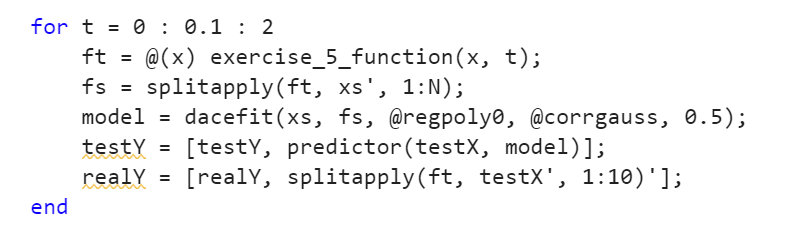 for t = 0 : 0.1 : 2
ft = @(x) exercise_5_function(x, t);
fs = splitapply(ft, xs', 1:N);
model = dacefit(xs, fs, @regpoly0, @corrgauss, 0.5);
testY = [testY, predictor(testX, model)];
realY = [realY, splitapply(ft, testX', 1:10)'];
end